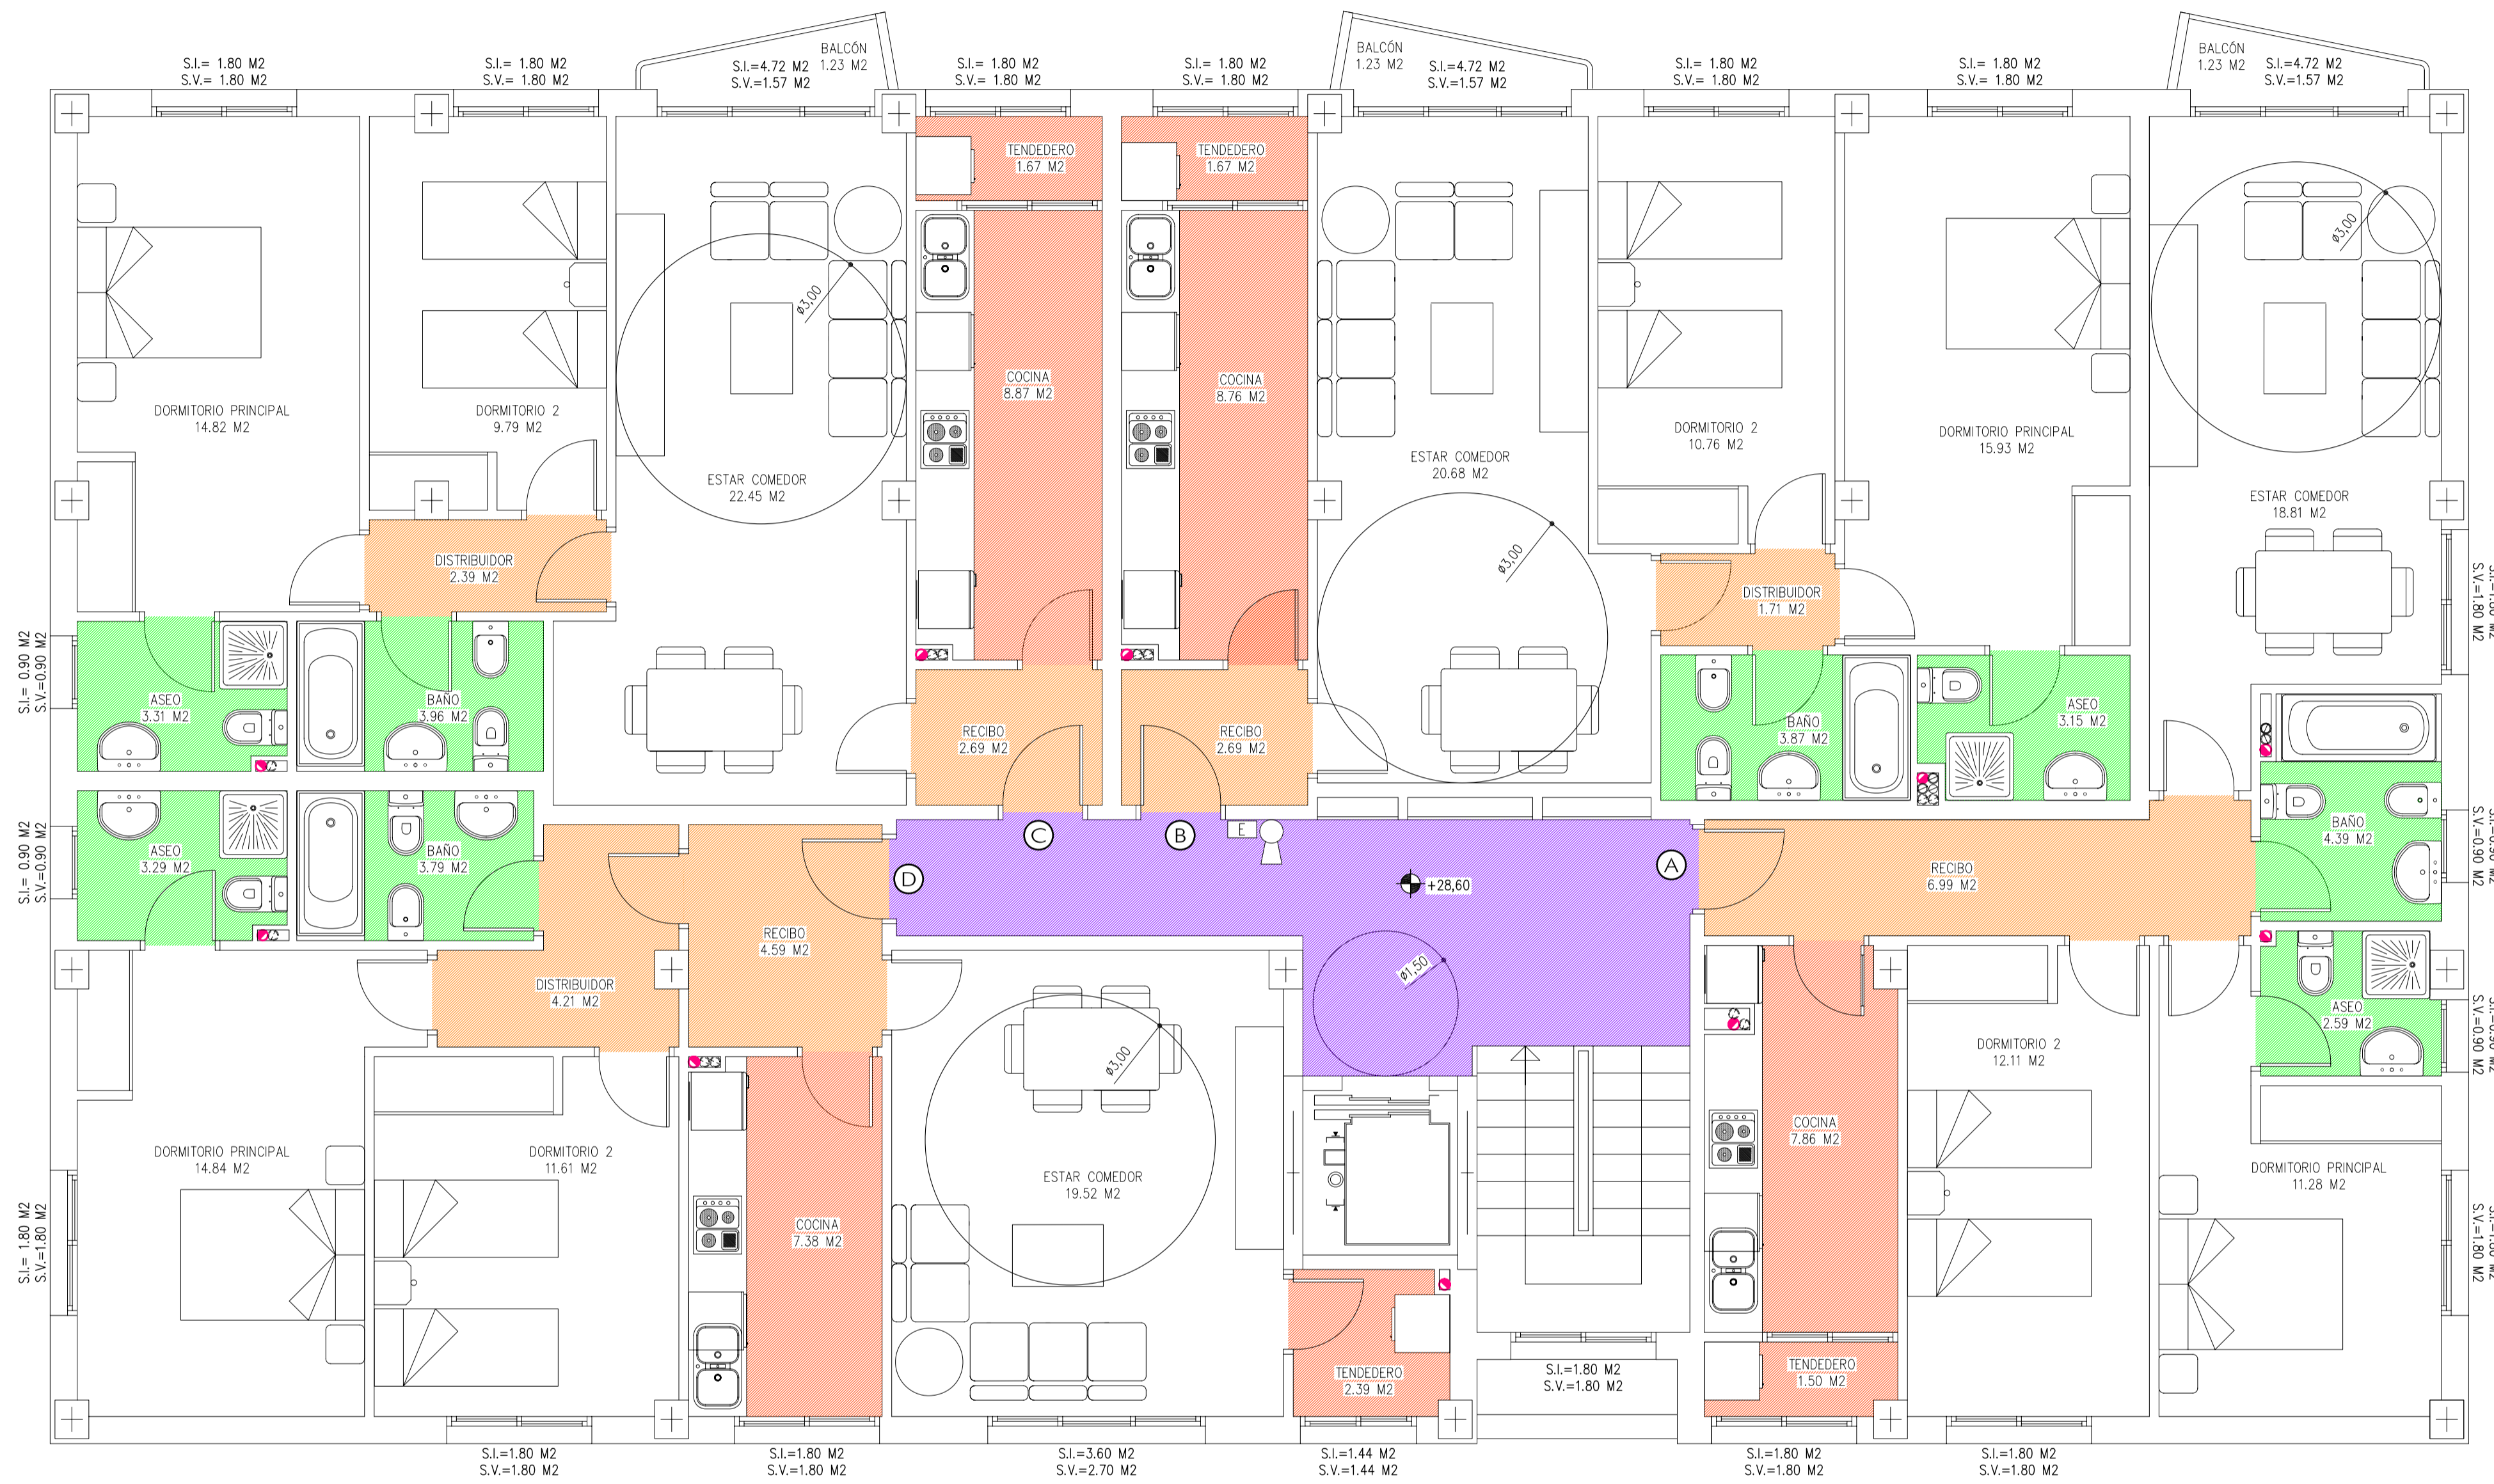 BALCÓN
1.23 M2
BALCÓN
1.23 M2
BALCÓN
1.23 M2
S.I.= 1.80 M2
S.V.= 1.80 M2
S.I.= 1.80 M2
S.V.= 1.80 M2
S.I.=4.72 M2
S.V.=1.57 M2
S.I.= 1.80 M2
S.V.= 1.80 M2
S.I.= 1.80 M2
S.V.= 1.80 M2
S.I.=4.72 M2
S.V.=1.57 M2
S.I.= 1.80 M2
S.V.= 1.80 M2
S.I.= 1.80 M2
S.V.= 1.80 M2
S.I.=4.72 M2
S.V.=1.57 M2
TENDEDERO
1.67 M2
TENDEDERO
1.67 M2
ø3,00
ø3,00
COCINA
8.87 M2
COCINA
8.76 M2
DORMITORIO PRINCIPAL
14.82 M2
DORMITORIO 2
9.79 M2
DORMITORIO 2
10.76 M2
DORMITORIO PRINCIPAL
15.93 M2
ESTAR COMEDOR
22.45 M2
ESTAR COMEDOR
20.68 M2
ESTAR COMEDOR
18.81 M2
ø3,00
DISTRIBUIDOR
2.39 M2
DISTRIBUIDOR
1.71 M2
S.V.=1.80 M2
S.I.= 0.90 M2
S.V.=0.90 M2
ASEO
3.31 M2
BAÑO
3.96 M2
RECIBO
2.69 M2
RECIBO
2.69 M2
BAÑO
3.87 M2
ASEO
3.15 M2
S.I.= 0.90 M2
S.V.=0.90 M2
ASEO
3.29 M2
BAÑO
3.79 M2
C
B
E
A
D
+28,60
RECIBO
6.99 M2
BAÑO
4.39 M2
S.V.=0.90 M2
RECIBO
4.59 M2
ø1,50
DISTRIBUIDOR
4.21 M2
ASEO
2.59 M2
S.V.=0.90 M2
ø3,00
DORMITORIO 2
12.11 M2
COCINA
7.86 M2
DORMITORIO PRINCIPAL
14.84 M2
DORMITORIO 2
11.61 M2
ESTAR COMEDOR
19.52 M2
DORMITORIO PRINCIPAL
11.28 M2
S.I.= 1.80 M2
S.V.=1.80 M2
COCINA
7.38 M2
S.V.=1.80 M2
TENDEDERO
2.39 M2
S.I.=1.80 M2
S.V.=1.80 M2
TENDEDERO
1.50 M2
S.I.=1.80 M2
S.V.=1.80 M2
S.I.=1.80 M2
S.V.=1.80 M2
S.I.=3.60 M2
S.V.=2.70 M2
S.I.=1.44 M2
S.V.=1.44 M2
S.I.=1.80 M2
S.V.=1.80 M2
S.I.=1.80 M2
S.V.=1.80 M2